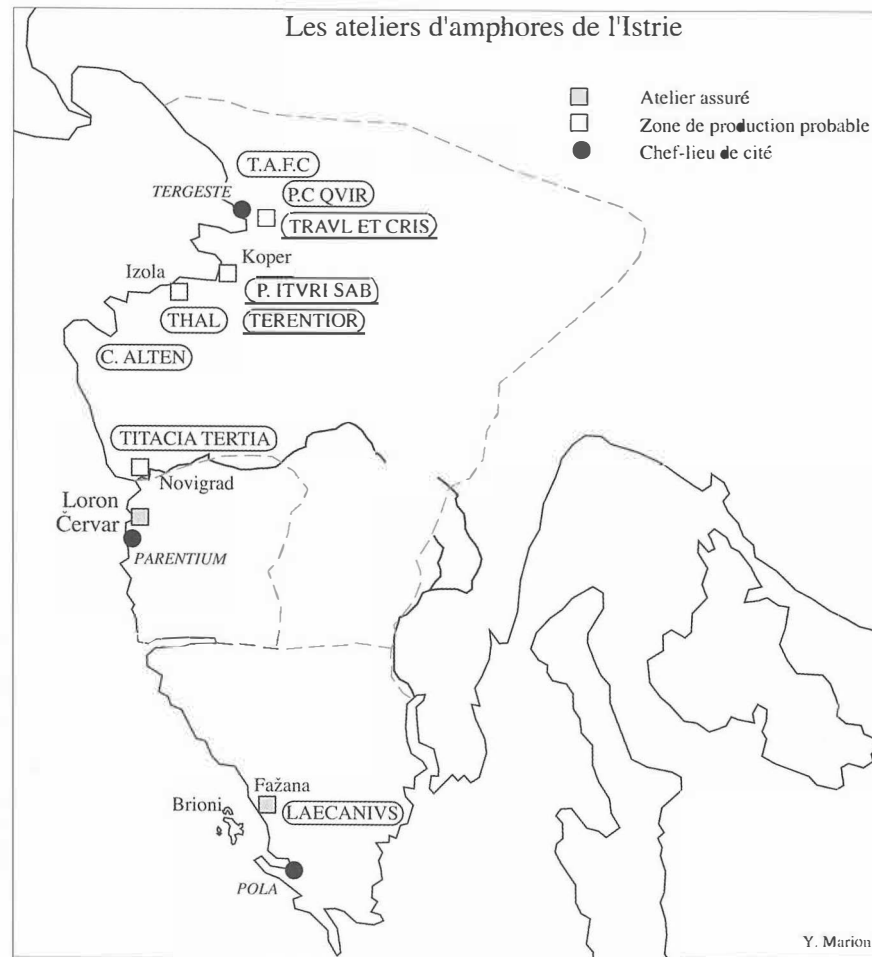 Les ateliers d'amphores de l'Istrie
Atelier assuré
Zone de production probable
Chef-lieu de cité
T.A.F.C
TERGESTE
P.C QVIR
TRAVL ET CRIS
Koper
Izola
P. ITVRI SAB
THAL
TERENTIOR
C. ALTEN
TITACIA TERTIA
Novigrad
Loron
Červar
PARENTIUM
Fažana
Brioni
LAECANIVS
POLA
Y. Marion